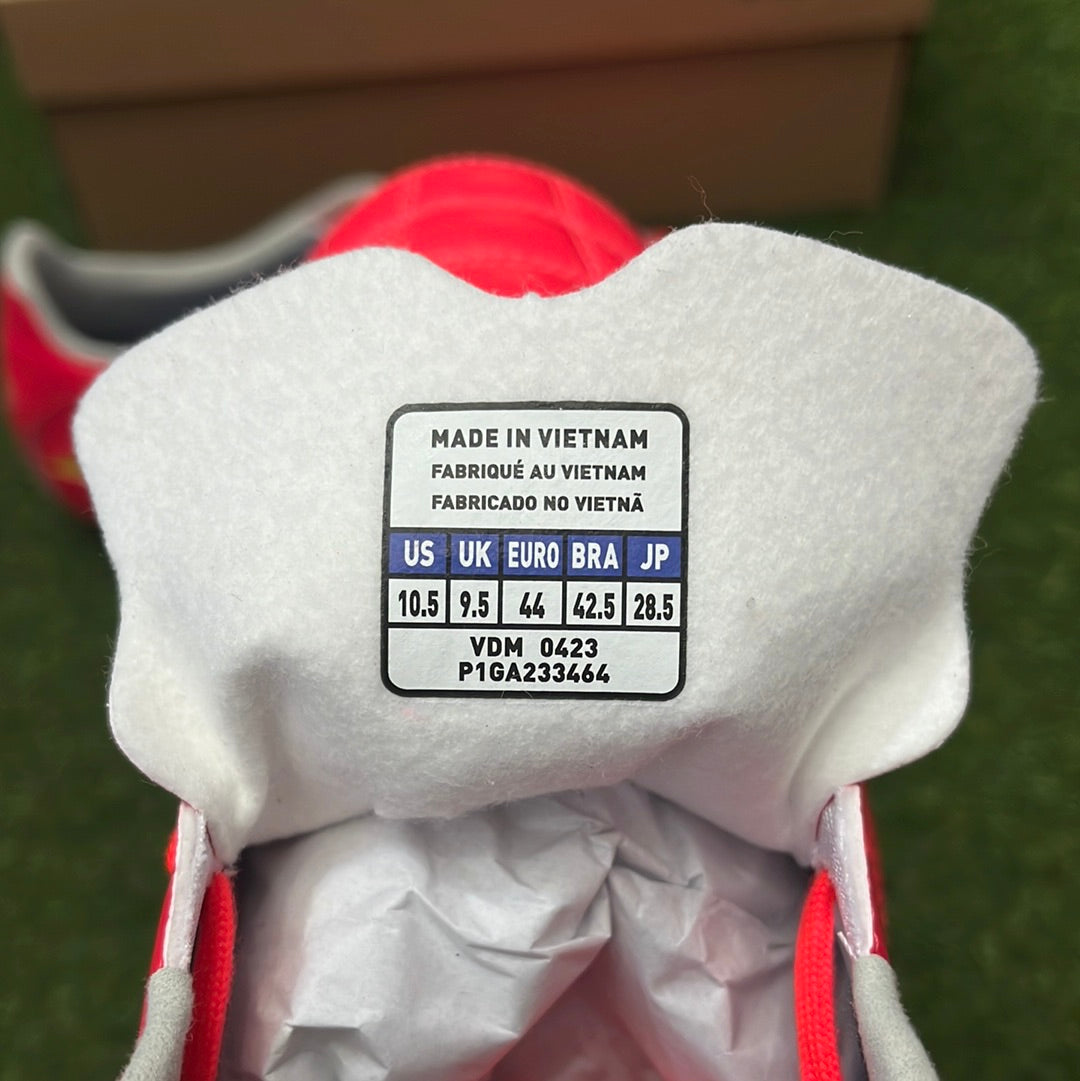 MADE IN VIETNAM
FABRIQUÉ AU VIETNAM
FABRICADO NO VIETNÃ
US UK EURO BRA JP
10.5 9.5 44 42.5 28.5
VDM 0423
P1GA233464